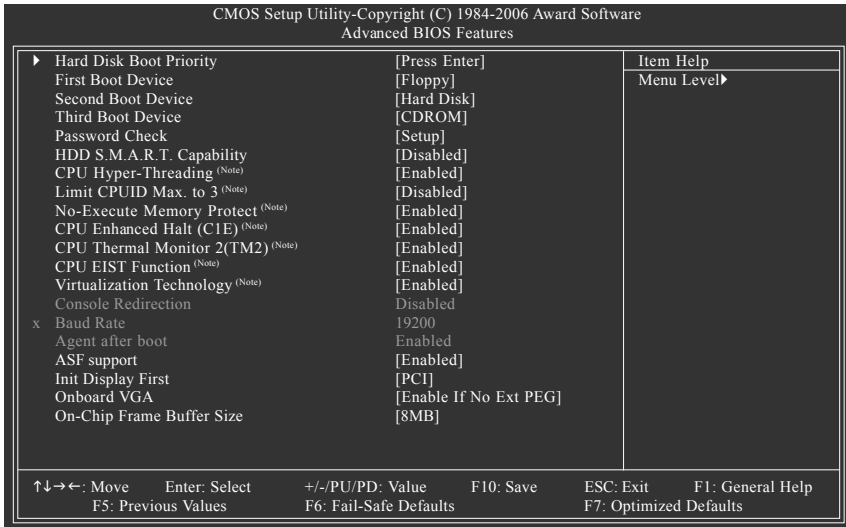 CMOS Setup Utility-Copyright (C) 1984-2006 Award Software
Advanced BIOS Features
Hard Disk Boot Priority [Press Enter]
First Boot Device [Floppy]
Second Boot Device [Hard Disk]
Third Boot Device [CDROM]
Password Check [Setup]
HDD S.M.A.R.T. Capability [Disabled]
CPU Hyper-Threading (Note) [Enabled]
Limit CPUID Max. to 3 (Note) [Disabled]
No-Execute Memory Protect (Note) [Enabled]
CPU Enhanced Halt (C1E) (Note) [Enabled]
CPU Thermal Monitor 2(TM2) (Note) [Enabled]
CPU EIST Function (Note) [Enabled]
Virtualization Technology (Note) [Enabled]
Console Redirection Disabled
x Baud Rate 19200
Agent after boot Enabled
ASF support [Enabled]
Init Display First [PCI]
Onboard VGA [Enable If No Ext PEG]
On-Chip Frame Buffer Size [8MB]
Item Help
Menu Level▶
↑↓→←: Move Enter: Select +/-/PU/PD: Value F10: Save ESC: Exit F1: General Help
F5: Previous Values F6: Fail-Safe Defaults F7: Optimized Defaults